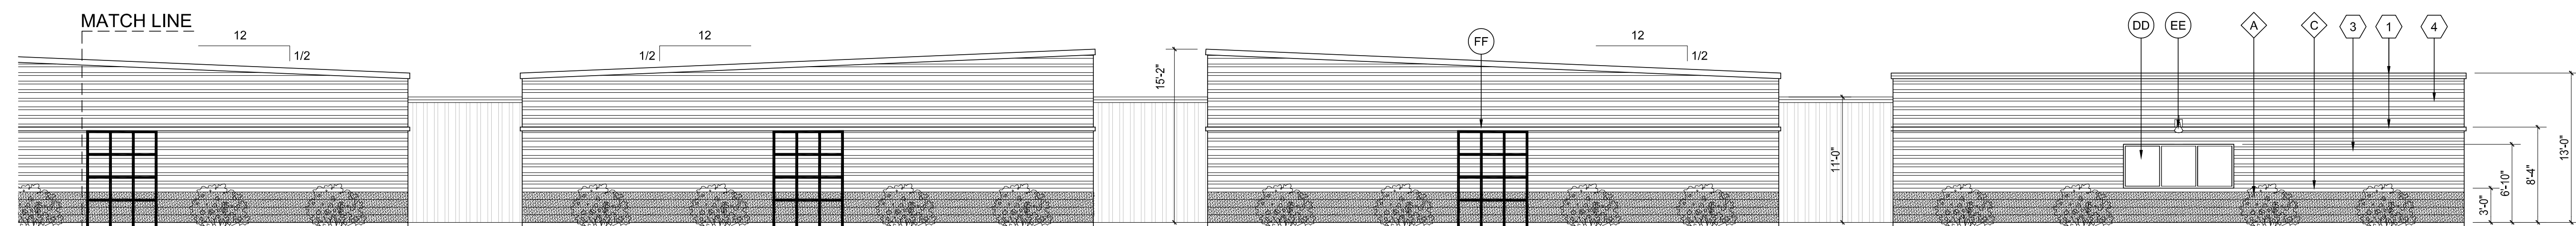 MATCH LINE
12
1/2
12
1/2
15'-2"
FF
12
1/2
11'-0"
DD
EE
A
C
3
1
4
3'-0"
6'-10"
8'-4"
13'-0"